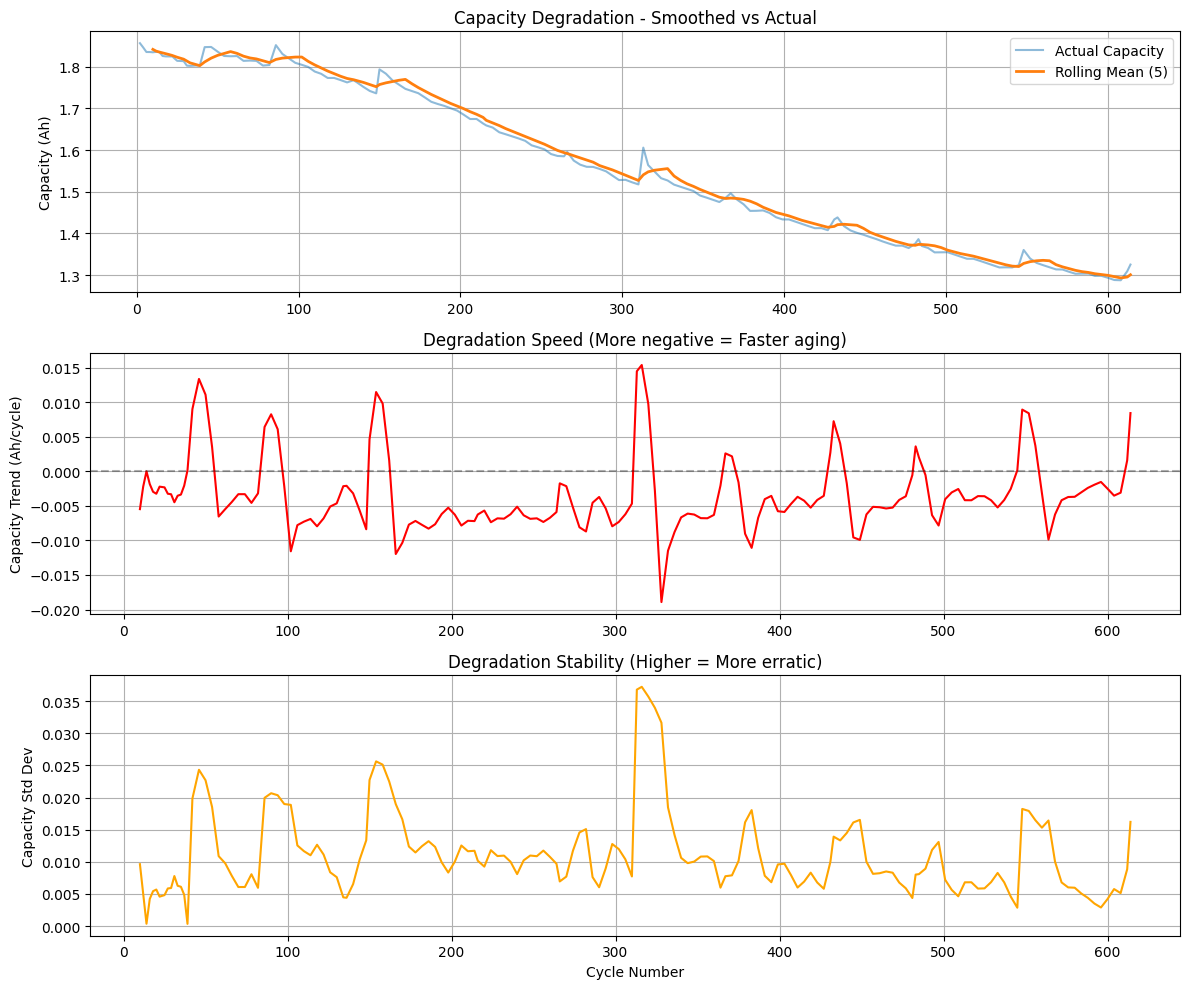 Capacity Degradation - Smoothed vs Actual
Capacity (Ah)
1.8
1.7
1.6
1.5
1.4
1.3
Actual Capacity
Rolling Mean (5)
0 100 200 300 400 500 600
Degradation Speed (More negative = Faster aging)
Capacity Trend (Ah/cycle)
0.015
0.010
0.005
0.000
−0.005
−0.010
−0.015
−0.020
0 100 200 300 400 500 600
Degradation Stability (Higher = More erratic)
Capacity Std Dev
0.035
0.030
0.025
0.020
0.015
0.010
0.005
0.000
0 100 200 300 400 500 600
Cycle Number